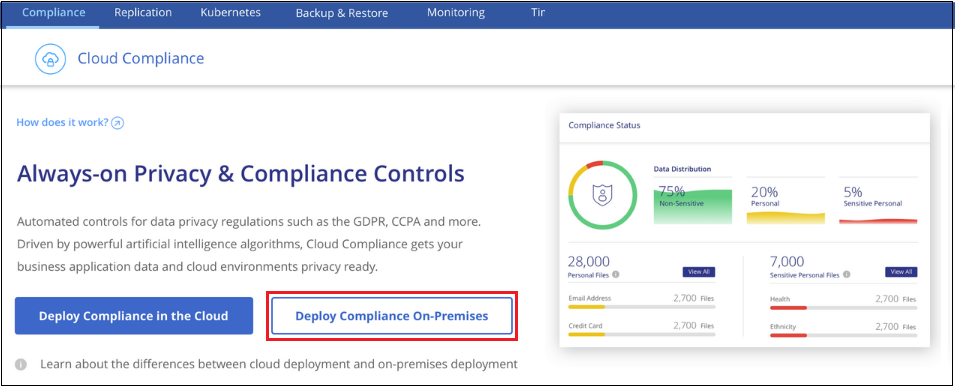 Compliance Replication Kubernetes Backup & Restore Monitoring
Cloud Compliance
How does it work?
Always-on Privacy & Compliance Controls
Automated controls for data privacy regulations such as the GDPR, CCPA and more.
Driven by powerful artificial intelligence algorithms, Cloud Compliance gets your
business application data and cloud environments privacy ready.
Deploy Compliance in the Cloud Deploy Compliance On-Premises
Learn about the differences between cloud deployment and on-premises deployment
Compliance Status
Data Distribution
75% 20% 5%
Non-Sensitive Personal Sensitive Personal
28,000 7,000
Personal Files View All Sensitive Personal Files View All
Email Address 2,700 Files Health 2,700 Files
Credit Card 2,700 Files Ethnicity 2,700 Files